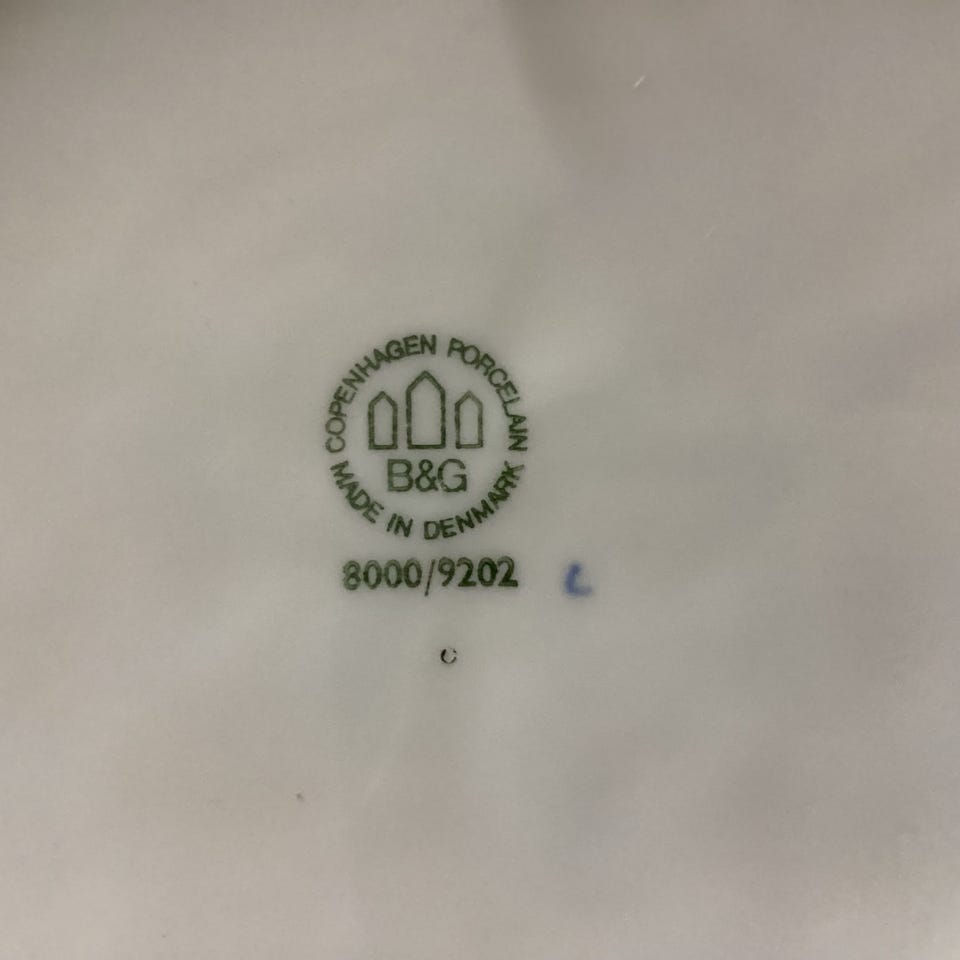 COPENHAGEN PORCELAIN
B&G
MADE IN DENMARK
8000/9202 C
C